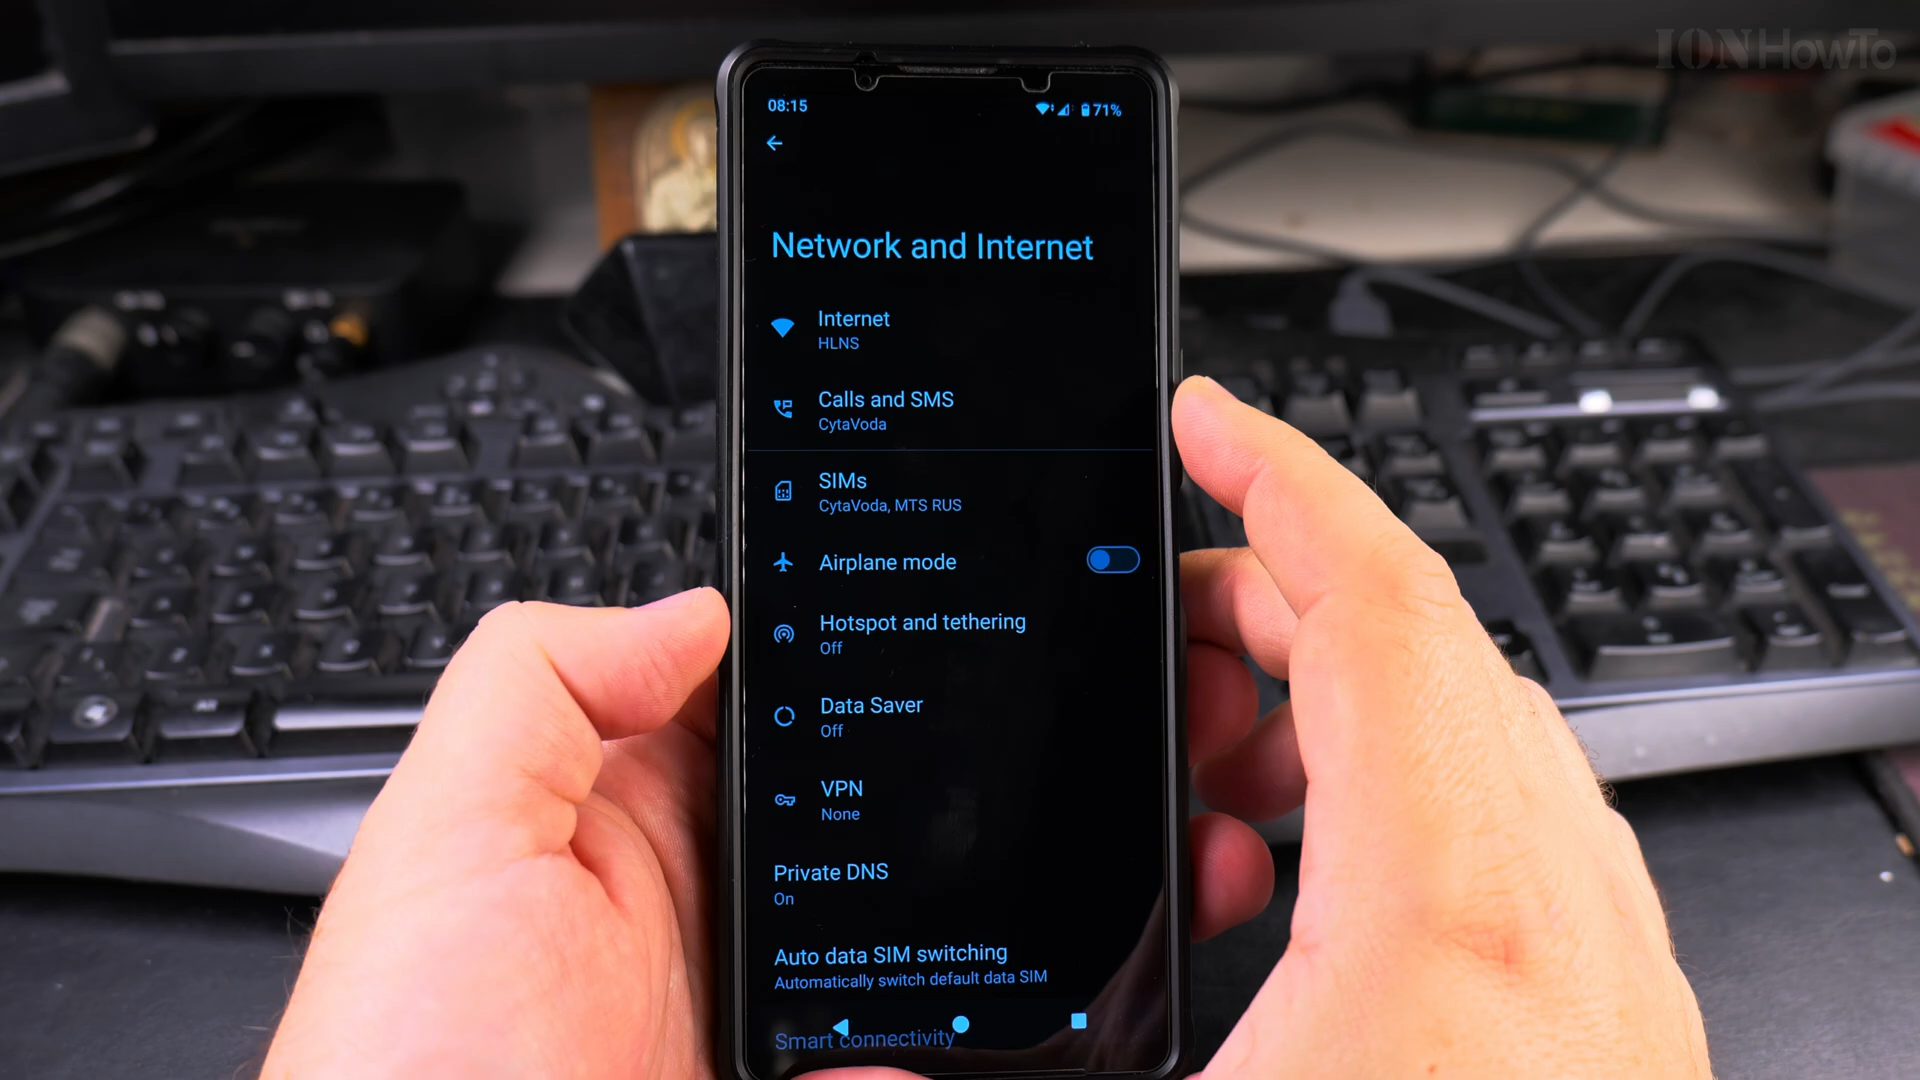 IONHowTo
08:15
71%
Network and Internet
Internet
HLNS
Calls and SMS
CytaVoda
SIMs
CytaVoda, MTS RUS
Airplane mode
Hotspot and tethering
Off
Data Saver
Off
VPN
None
Private DNS
On
Auto data SIM switching
Automatically switch default data SIM
Smart connectivity
Alt